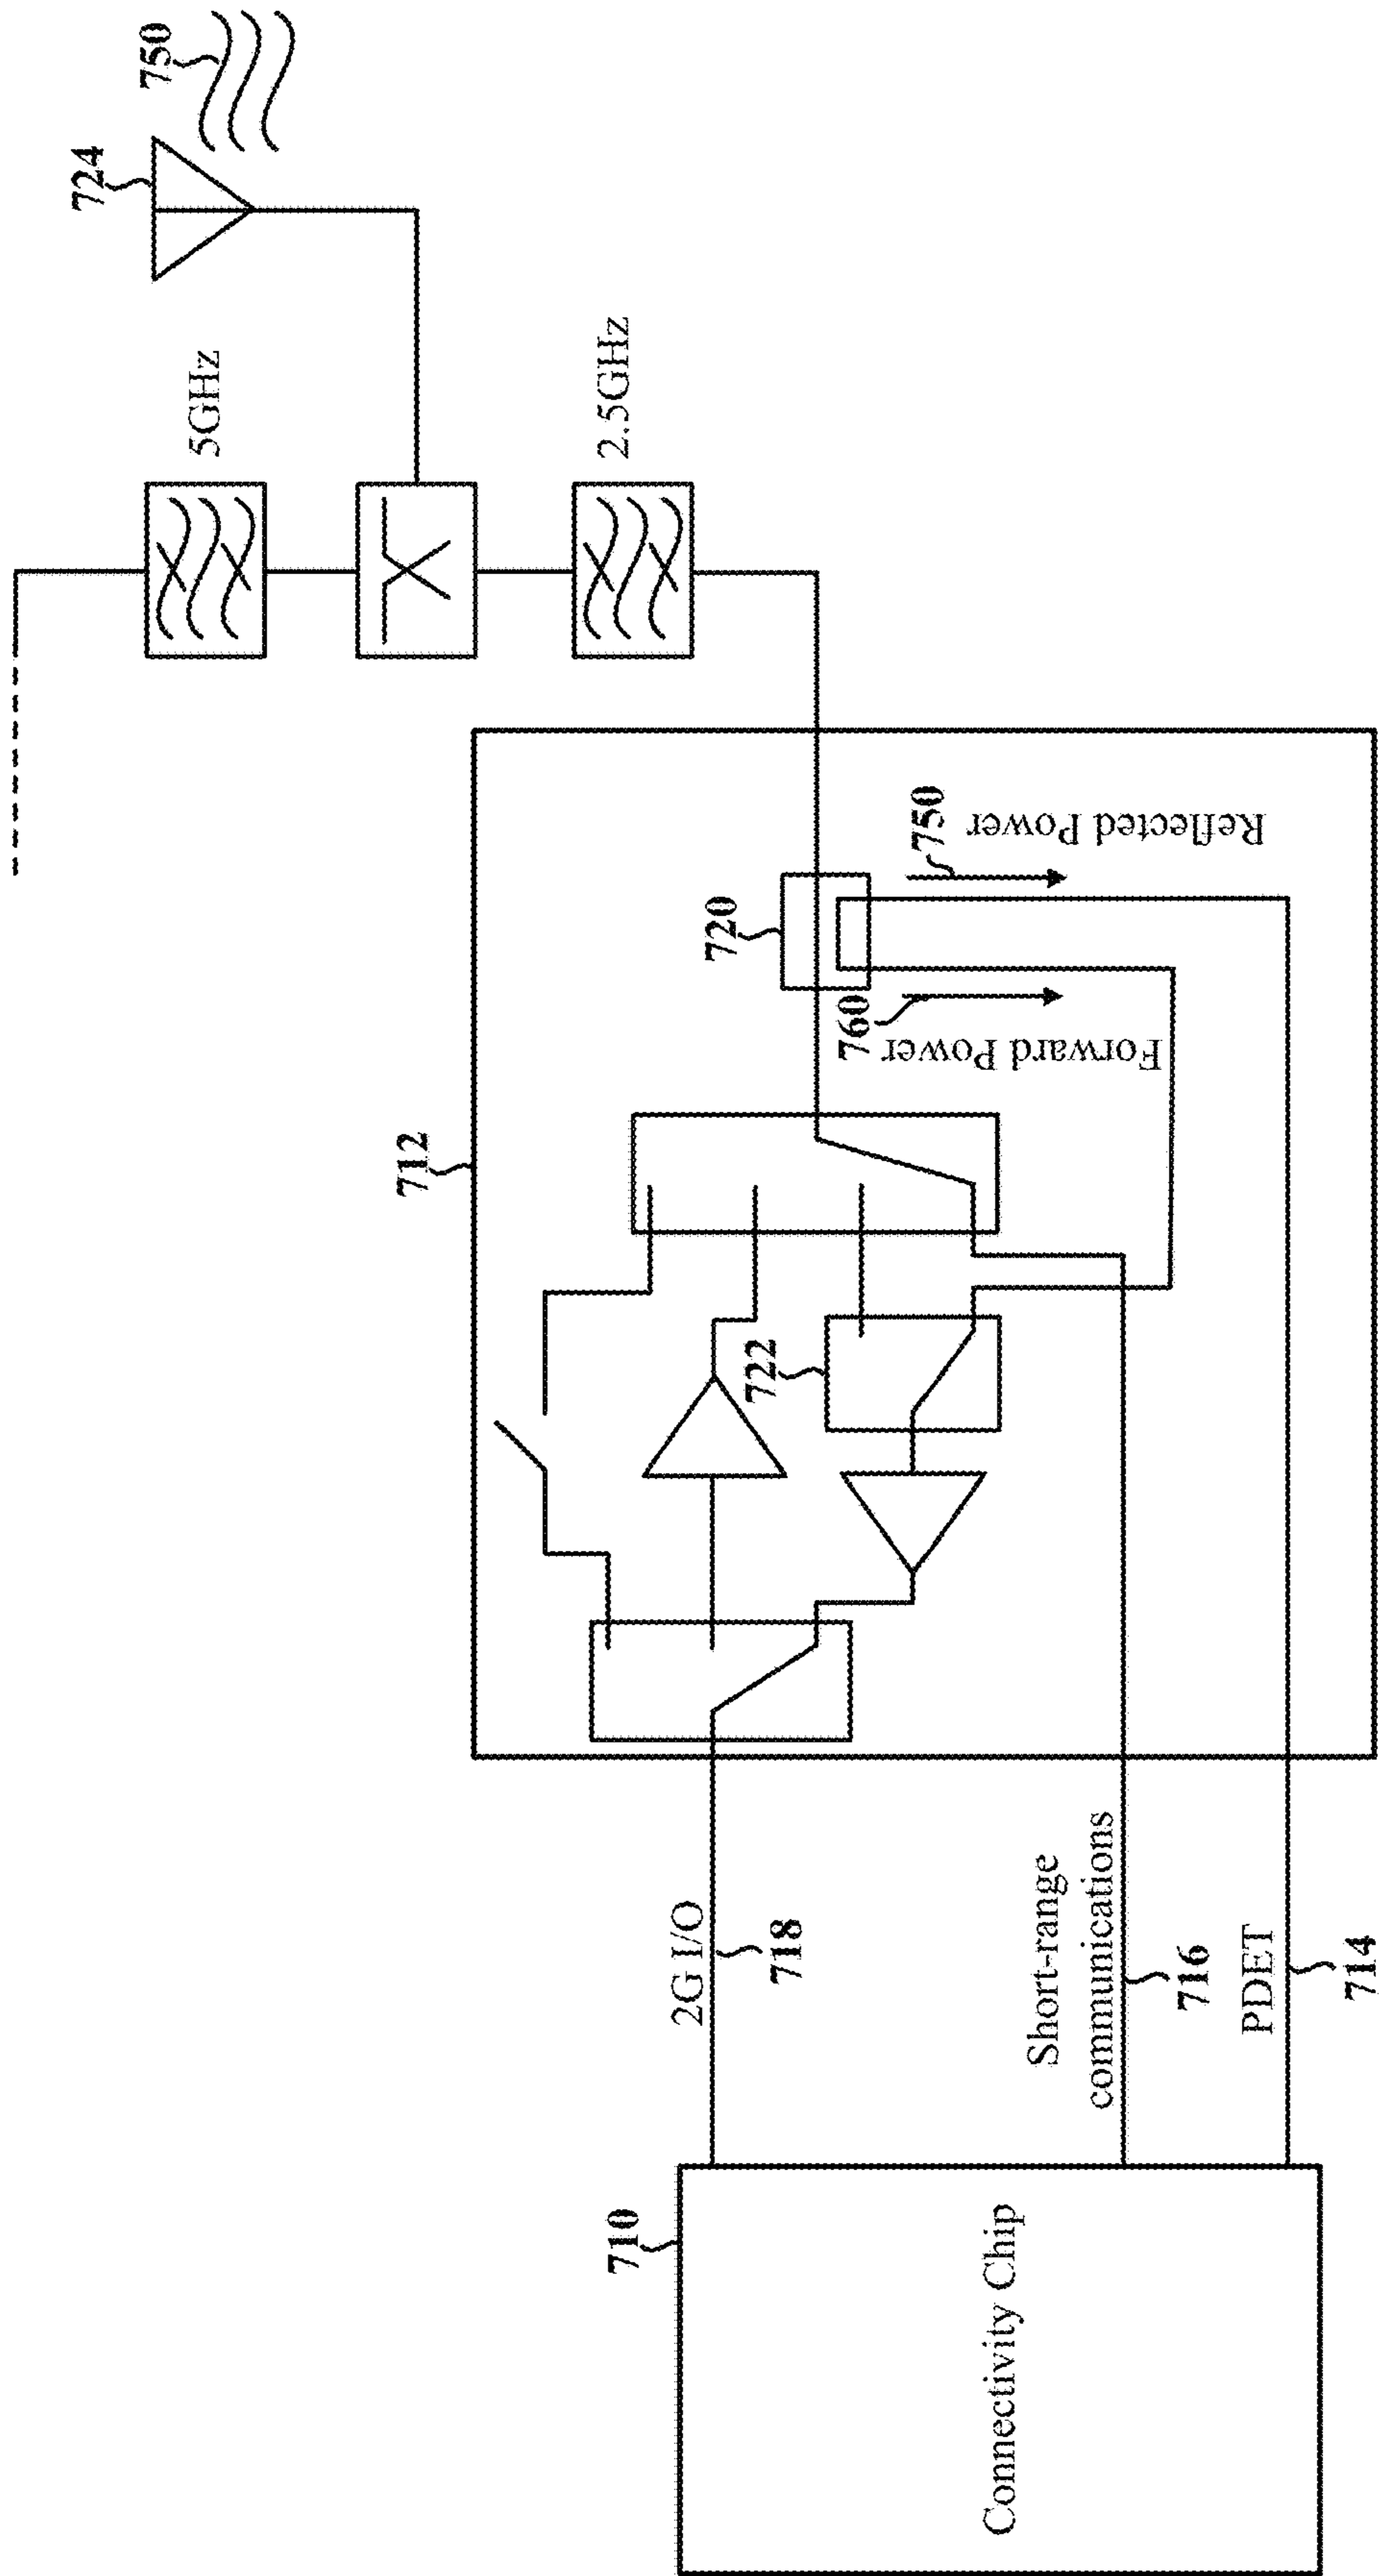 750
724
5GHz
2.5GHz
712
720
750
Reflected Power
760
Forward Power
722
2G I/O
718
Short-range
communications
716
PDET
714
710
Connectivity Chip